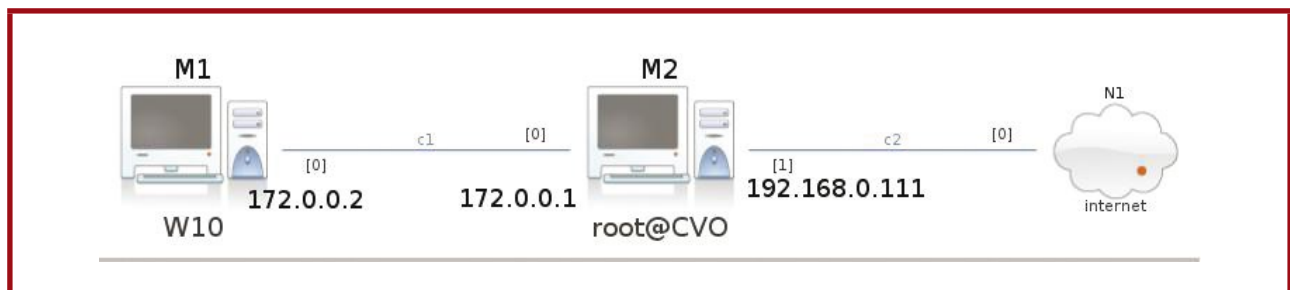 M1
M2
N1
c1
[0]
c2
[0]
[0]
[1]
172.0.0.2
172.0.0.1
192.168.0.111
internet
W10
root@CVO